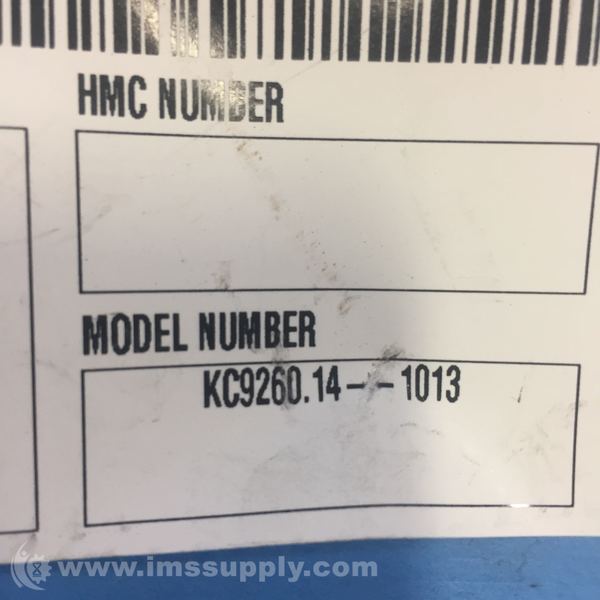 HMC NUMBER
MODEL NUMBER
KC9260.14--1013
www.imssupply.com